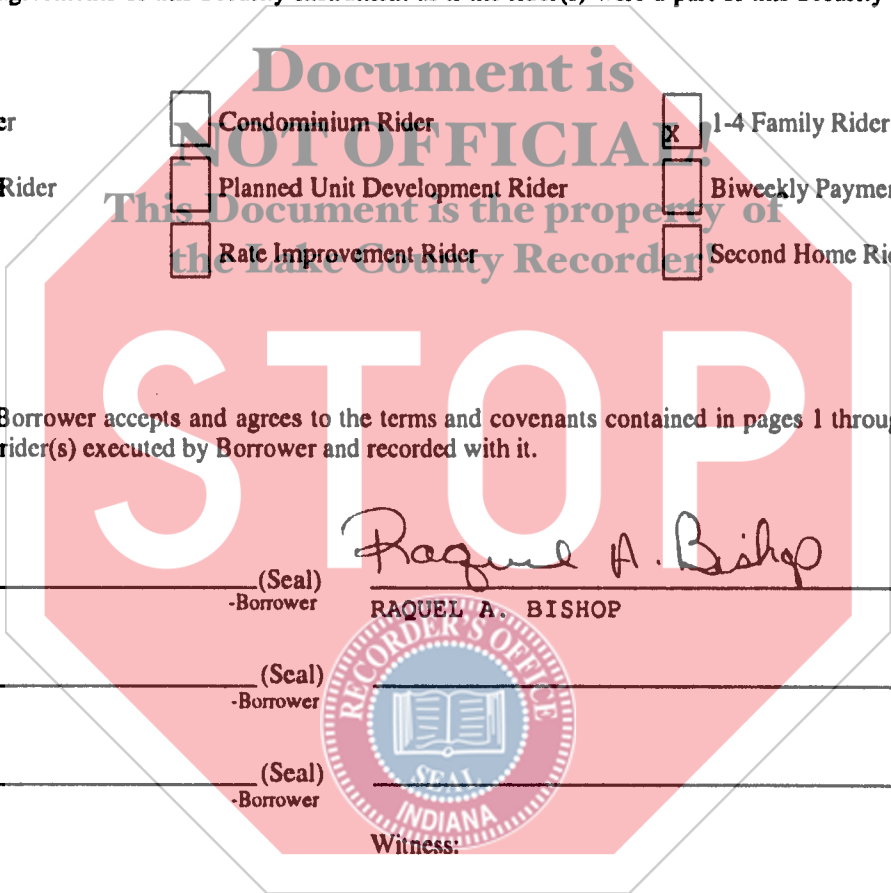 Document is
er Condominium Rider X 1-4 Family Rider
NOT OFFICIAL!
Rider Planned Unit Development Rider Biweekly Paymen
This Document is the property of
Rate Improvement Rider Second Home Ri
the Lake County Recorder!
STOP
Borrower accepts and agrees to the terms and covenants contained in pages 1 throug
rider(s) executed by Borrower and recorded with it.
Raquel A. Bishop
(Seal)
-Borrower
RAQUEL A. BISHOP
(Seal)
-Borrower
(Seal)
-Borrower
RECORDER'S OFFICE
SEAL
INDIANA
Witness: